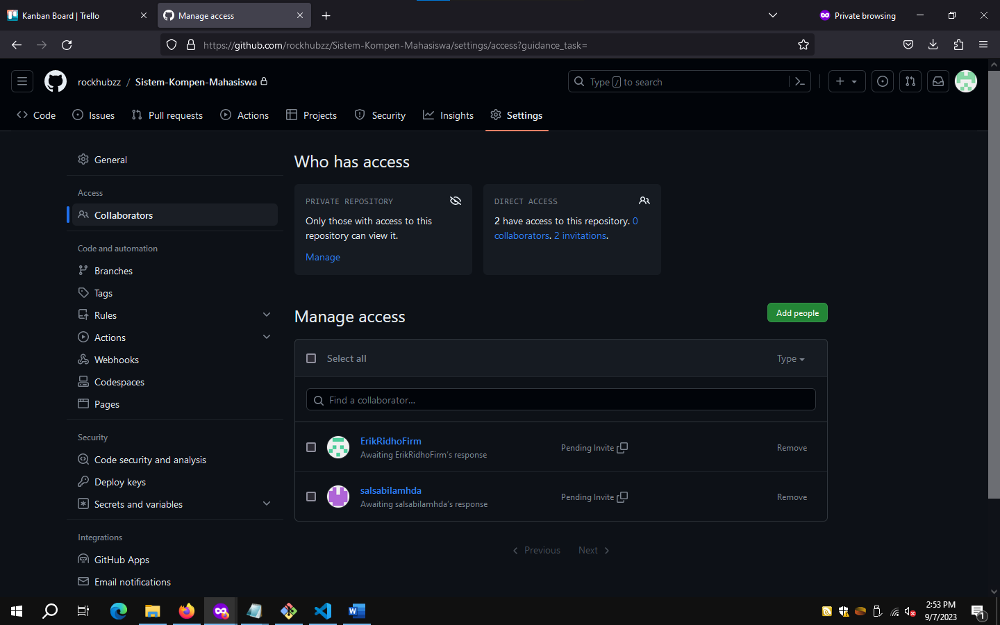 Kanban Board | Trello
Manage access
Private browsing
https://github.com/rockhubzz/Sistem-Kompen-Mahasiswa/settings/access?guidance_task=
rockhubzz / Sistem-Kompen-Mahasiswa
Type / to search
Code
Issues
Pull requests
Actions
Projects
Security
Insights
Settings
General
Access
Collaborators
Code and automation
Branches
Tags
Rules
Actions
Webhooks
Codespaces
Pages
Security
Code security and analysis
Deploy keys
Secrets and variables
Integrations
GitHub Apps
Email notifications
Who has access
PRIVATE REPOSITORY
Only those with access to this
repository can view it.
Manage
DIRECT ACCESS
2 have access to this repository. 0
collaborators. 2 invitations.
Manage access
Add people
Select all
Type
Find a collaborator...
ErikRidhoFirm
Awaiting ErikRidhoFirm's response
Pending Invite
Remove
salsabilamhda
Awaiting salsabilamhda's response
Pending Invite
Remove
Previous
Next
2:53 PM
9/7/2023
1